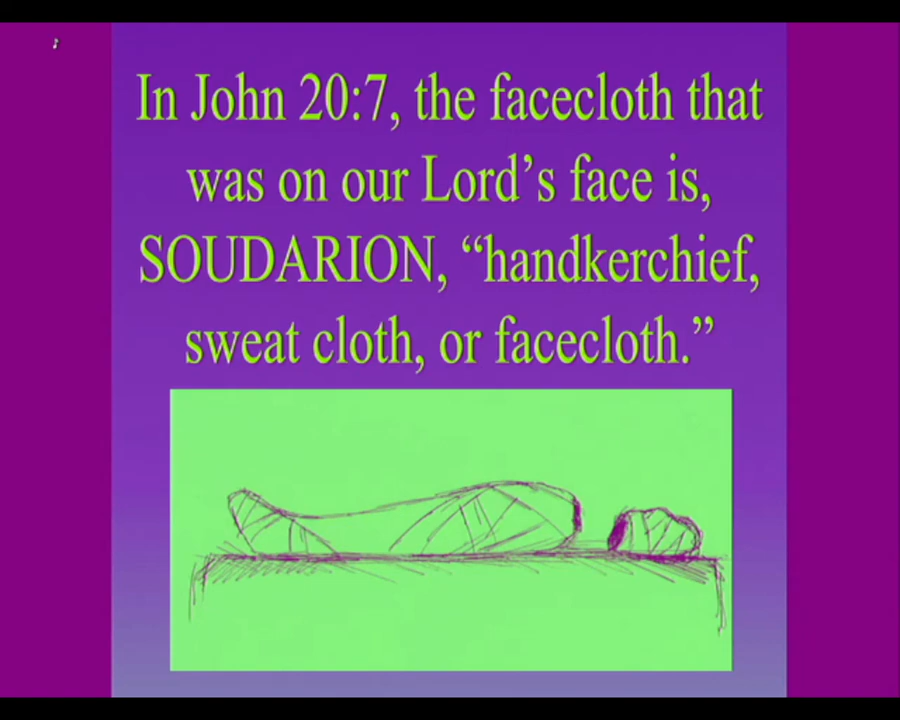 In John 20:7, the facecloth that
was on our Lord’s face is,
SOUDARION, “handkerchief,
sweat cloth, or facecloth.”